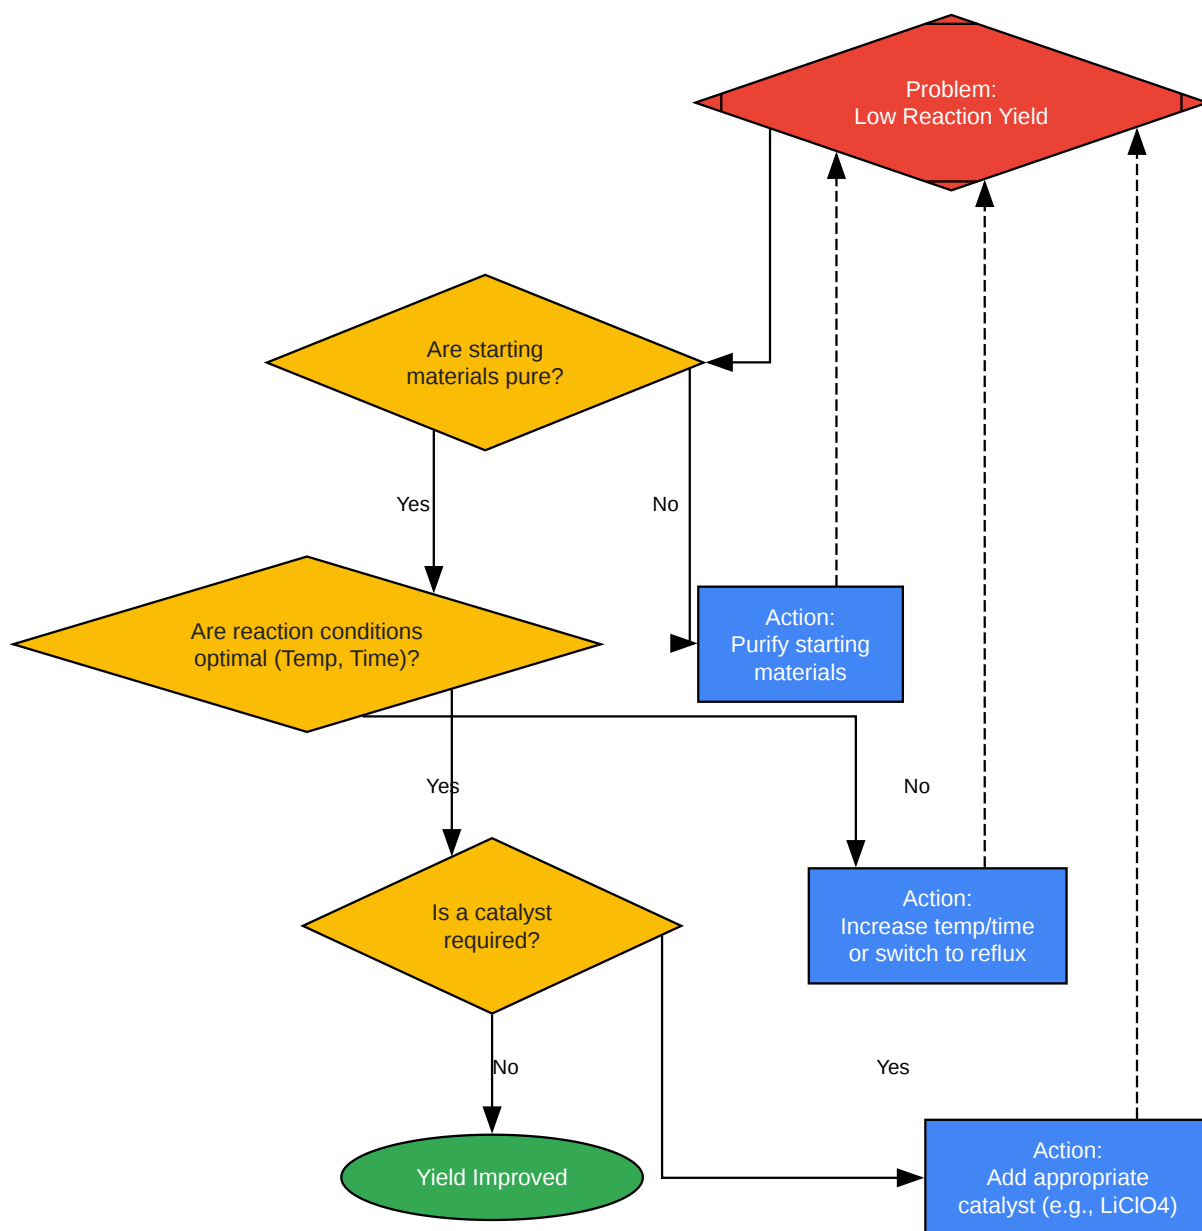 Problem:
Low Reaction Yield
Are starting
materials pure?
Yes
No
Are reaction conditions
optimal (Temp, Time)?
Action:
Purify starting
materials
Yes
No
Is a catalyst
required?
Action:
Increase temp/time
or switch to reflux
No
Yes
Yield Improved
Action:
Add appropriate
catalyst (e.g., LiClO4)